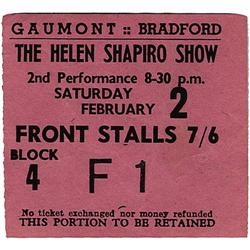 GAUMONT :: BRADFORD
THE HELEN SHAPIRO SHOW
2nd Performance 8-30 p.m.
SATURDAY
FEBRUARY 2
FRONT STALLS 7/6
BLOCK
4 F 1
No ticket exchanged nor money refunded
THIS PORTION TO BE RETAINED